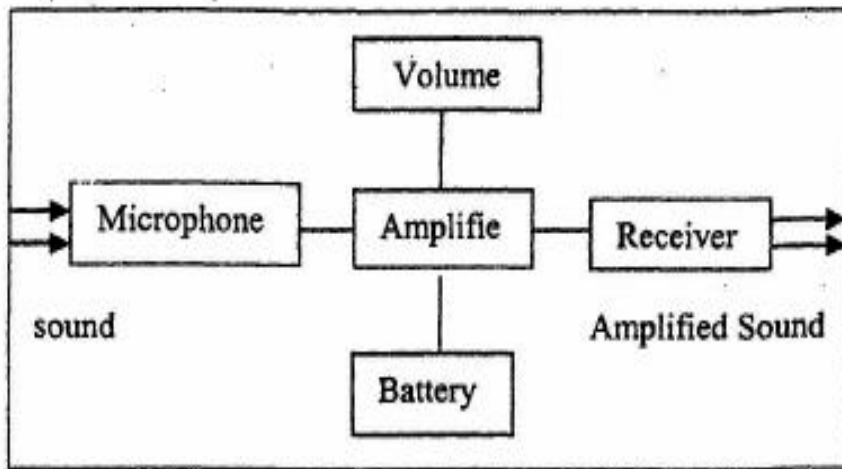 Volume
Microphone
Amplifie
Receiver
sound
Amplified Sound
Battery